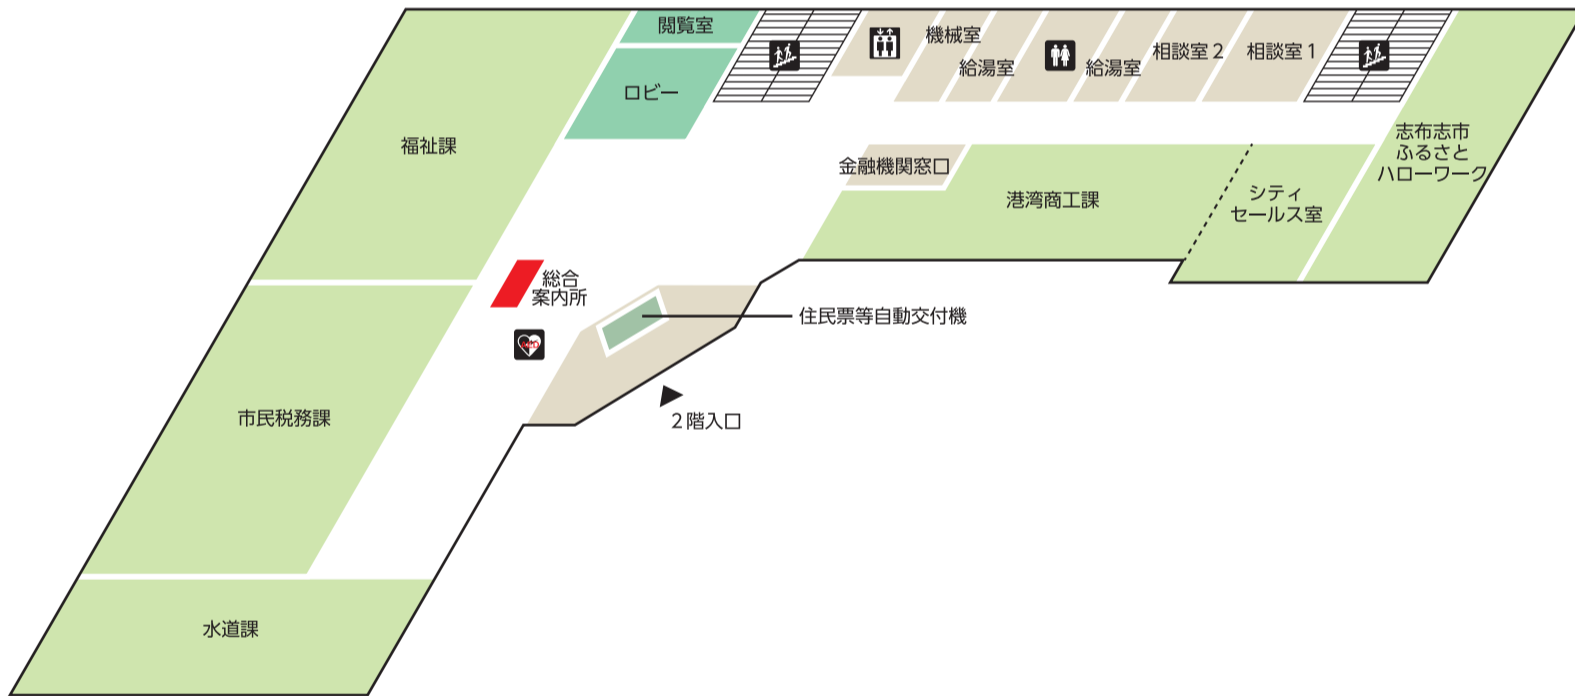 閲覧室
ロビー
福祉課
機械室
給湯室
給湯室
相談室2
相談室1
志布志市
ふるさと
ハローワーク
金融機関窓口
港湾商工課
シティ
セールス室
総合
案内所
AED
住民票等自動交付機
2階入口
市民税務課
水道課